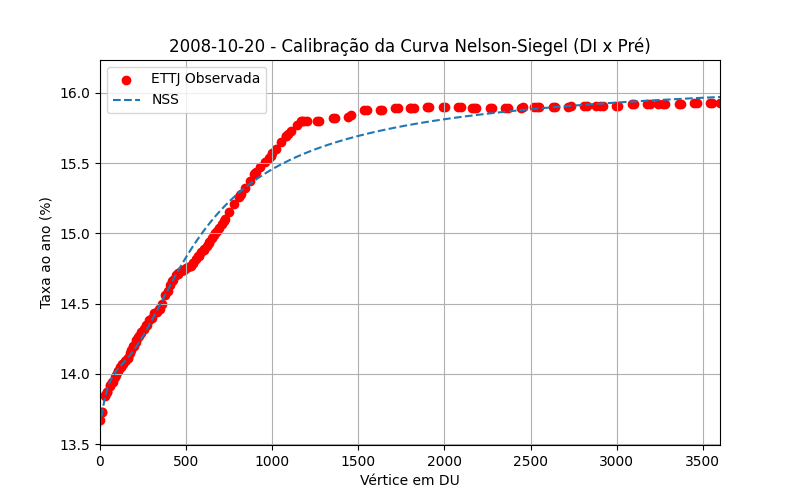 2008-10-20 - Calibração da Curva Nelson-Siegel (DI x Pré)
ETTJ Observada
NSS
Taxa ao ano (%)
16.0
15.5
15.0
14.5
14.0
13.5
0 500 1000 1500 2000 2500 3000 3500
Vértice em DU